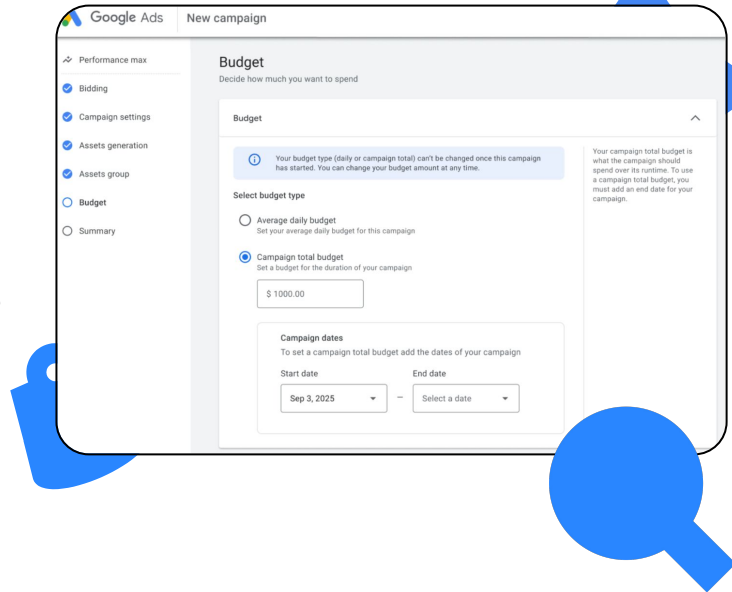 Google Ads
New campaign
Performance max
Bidding
Campaign settings
Assets generation
Assets group
Budget
Summary
Budget
Decide how much you want to spend
Budget
Your budget type (daily or campaign total) can't be changed once this campaign
has started. You can change your budget amount at any time.
Select budget type
Average daily budget
Set your average daily budget for this campaign
Campaign total budget
Set a budget for the duration of your campaign
$ 1000.00
Campaign dates
To set a campaign total budget add the dates of your campaign
Start date
End date
Sep 3, 2025
–
Select a date
Your campaign total budget is
what the campaign should
spend over its runtime. To use
a campaign total budget, you
must add an end date for your
campaign.